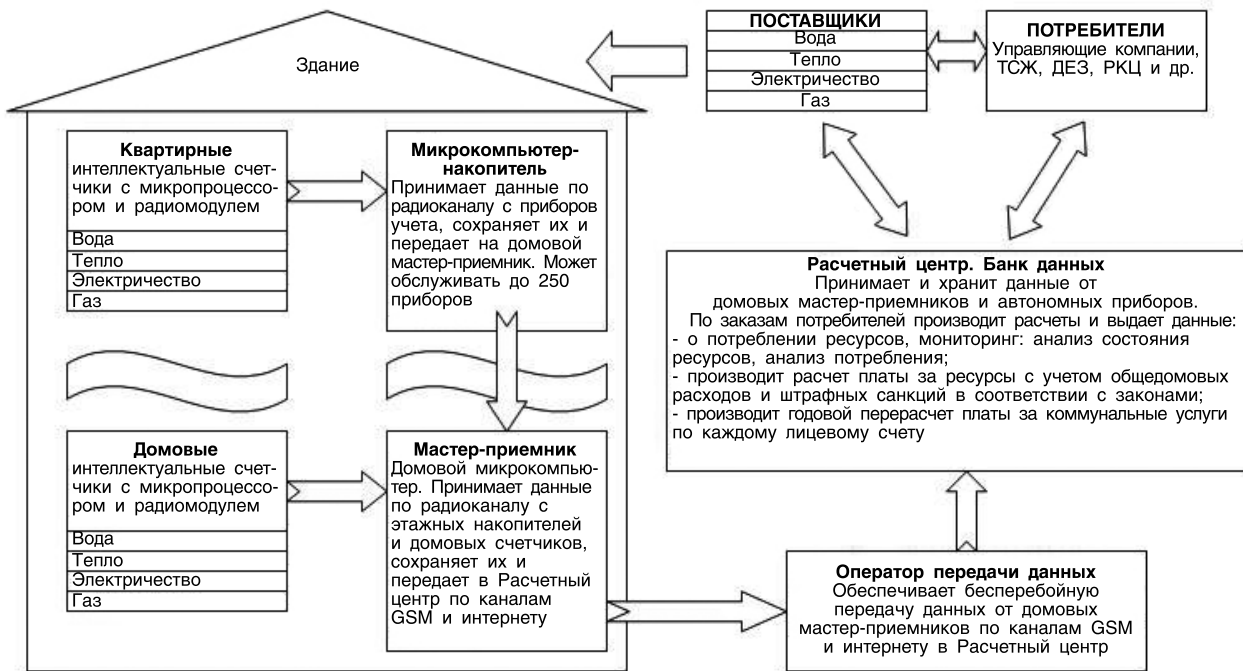 Здание
ПОСТАВЩИКИ
Вода
Тепло
Электричество
Газ
ПОТРЕБИТЕЛИ
Управляющие компании,
ТСЖ, ДЕЗ, РКЦ и др.
Квартирные
интеллектуальные счет-
чики с микропроцессо-
ром и радиомодулем
Вода
Тепло
Электричество
Газ
Микрокомпьютер-
накопитель
Принимает данные по
радиоканалу с приборов
учета, сохраняет их и
передает на домовой
мастер-приемник. Может
обслуживать до 250
приборов
Домовые
интеллектуальные счет-
чики с микропроцессо-
ром и радиомодулем
Вода
Тепло
Электричество
Газ
Мастер-приемник
Домовой микрокомпью-
тер. Принимает данные
по радиоканалу с
этажных накопителей
и домовых счетчиков,
сохраняет их и
передает в Расчетный
центр по каналам
GSM и интернету
Расчетный центр. Банк данных
Принимает и хранит данные от
домовых мастер-приемников и автономных приборов.
По заказам потребителей производит расчеты и выдает данные:
- о потреблении ресурсов, мониторинг: анализ состояния
ресурсов, анализ потребления;
- производит расчет платы за ресурсы с учетом общедомовых
расходов и штрафных санкций в соответствии с законами;
- производит годовой перерасчет платы за коммунальные услуги
по каждому лицевому счету
Оператор передачи данных
Обеспечивает бесперебойную
передачу данных от домовых
мастер-приемников по каналам GSM
и интернету в Расчетный центр